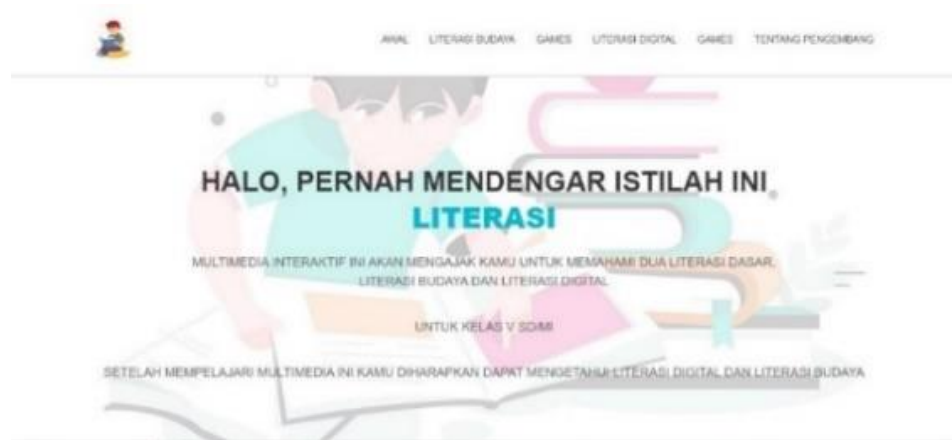 AWAL LITERASI BUDAYA GAMES LITERASI DIGITAL GAMES TENTANG PENGEMBANG
HALO, PERNAH MENDENGAR ISTILAH INI
LITERASI
MULTIMEDIA INTERAKTIF INI AKAN MENGAJAK KAMU UNTUK MEMAHAMI DUA LITERASI DASAR,
LITERASI BUDAYA DAN LITERASI DIGITAL
UNTUK KELAS V SD/MI
SETELAH MEMPELAJARI MULTIMEDIA INI KAMU DIHARAPKAN DAPAT MENGETAHUI LITERASI DIGITAL DAN LITERASI BUDAYA